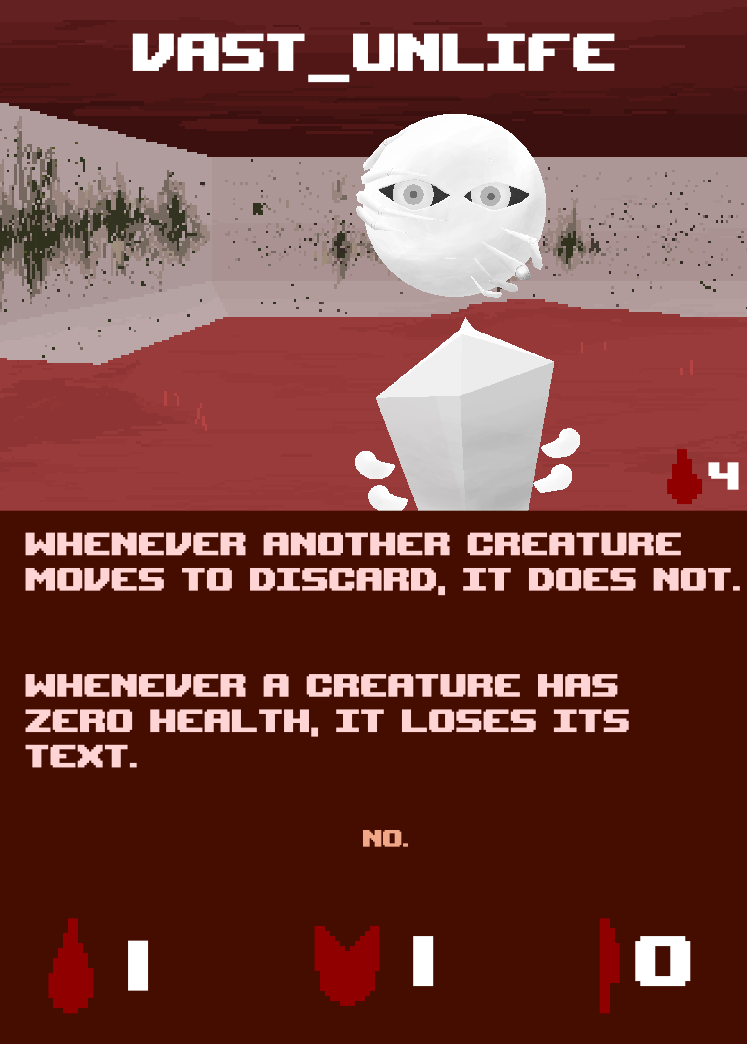 VAST_UNLIFE
4
WHENEVER ANOTHER CREATURE
MOVES TO DISCARD, IT DOES NOT.
WHENEVER A CREATURE HAS
ZERO HEALTH, IT LOSES ITS
TEXT.
NO.
1 1 0